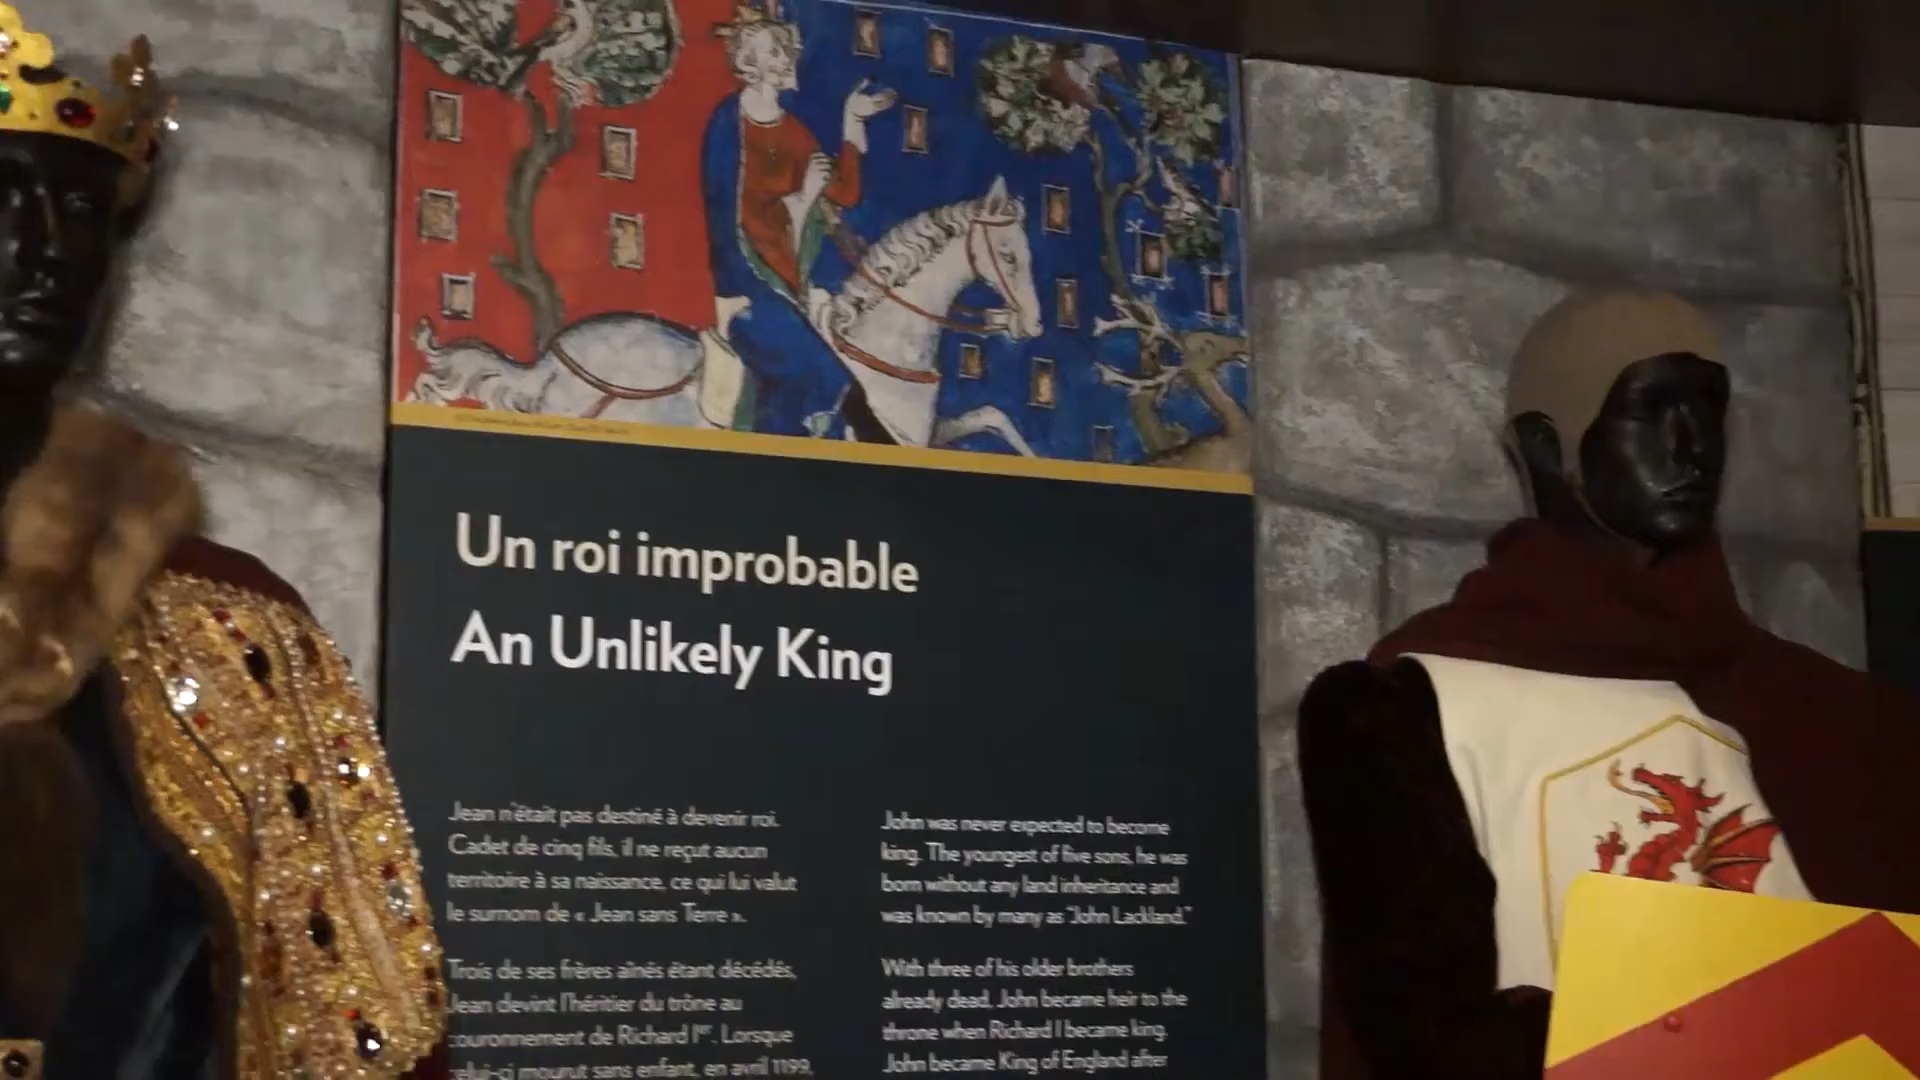 Un roi improbable
An Unlikely King
Jean n'était pas destiné à devenir roi.
Cadet de cinq fils, il ne reçut aucun
territoire à sa naissance, ce qui lui valut
le surnom de « Jean sans Terre ».
Trois de ses frères aînés étant décédés,
Jean devint l'héritier du trône au
couronnement de Richard Iᵉʳ. Lorsque
celui-ci mourut sans enfant, en avril 1199,
John was never expected to become
king. The youngest of five sons, he was
born without any land inheritance and
was known by many as "John Lackland."
With three of his older brothers
already dead, John became heir to the
throne when Richard I became king.
John became King of England after